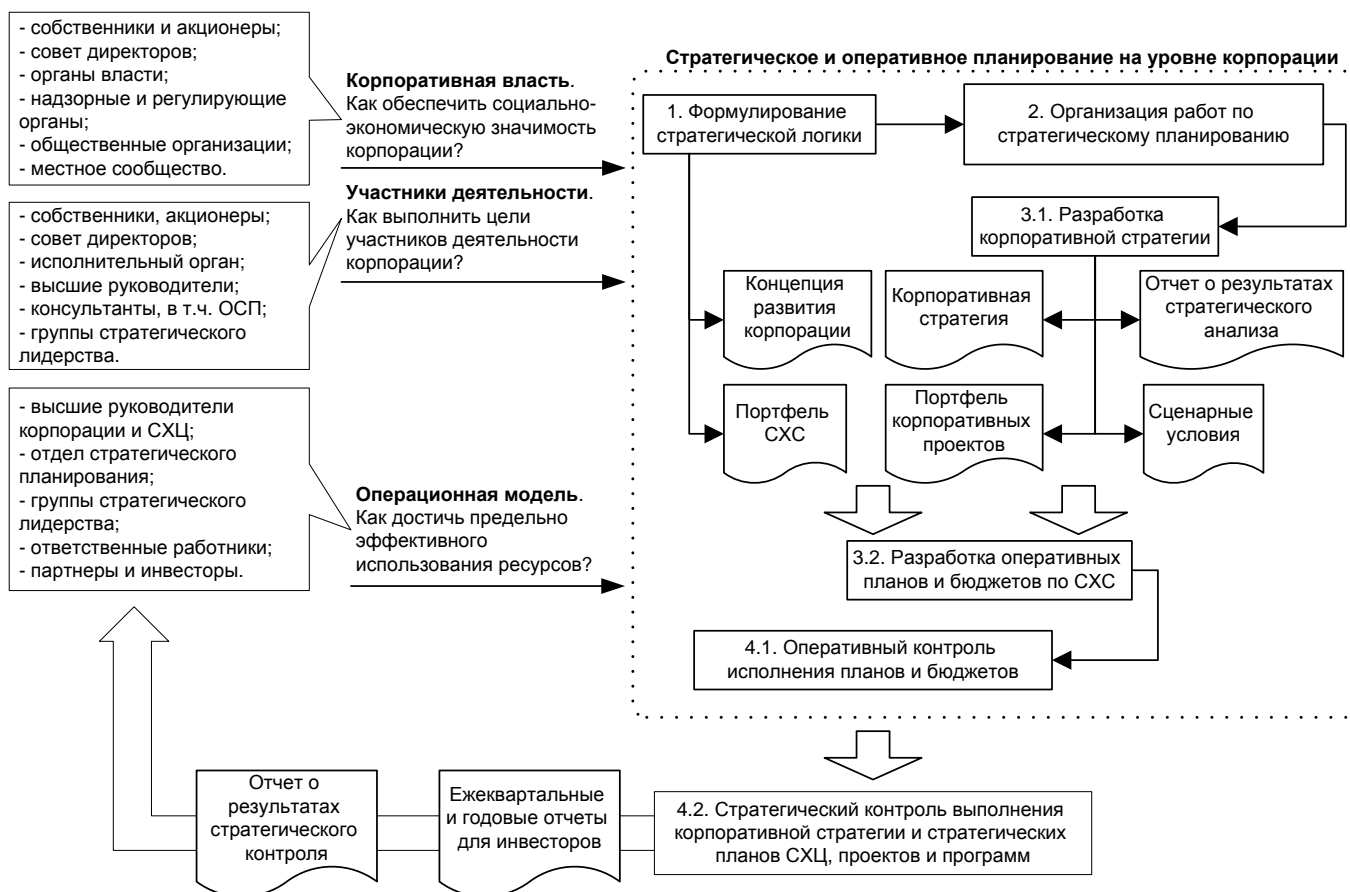 - собственники и акционеры;
- совет директоров;
- органы власти;
- надзорные и регулирующие
органы;
- общественные организации;
- местное сообщество.
Корпоративная власть.
Как обеспечить социально-
экономическую значимость
корпорации?
- собственники, акционеры;
- совет директоров;
- исполнительный орган;
- высшие руководители;
- консультанты, в т.ч. ОСП;
- группы стратегического
лидерства.
Участники деятельности.
Как выполнить цели
участников деятельности
корпорации?
- высшие руководители
корпорации и СХЦ;
- отдел стратегического
планирования;
- группы стратегического
лидерства;
- ответственные работники;
- партнеры и инвесторы.
Операционная модель.
Как достичь предельно
эффективного
использования ресурсов?
Стратегическое и оперативное планирование на уровне корпорации
1. Формулирование
стратегической логики
2. Организация работ по
стратегическому планированию
3.1. Разработка
корпоративной стратегии
Концепция
развития
корпорации
Корпоративная
стратегия
Отчет о результатах
стратегического
анализа
Портфель
СХС
Портфель
корпоративных
проектов
Сценарные
условия
3.2. Разработка оперативных
планов и бюджетов по СХС
4.1. Оперативный контроль
исполнения планов и бюджетов
Отчет о
результатах
стратегического
контроля
Ежеквартальные
и годовые отчеты
для инвесторов
4.2. Стратегический контроль выполнения
корпоративной стратегии и стратегических
планов СХЦ, проектов и программ